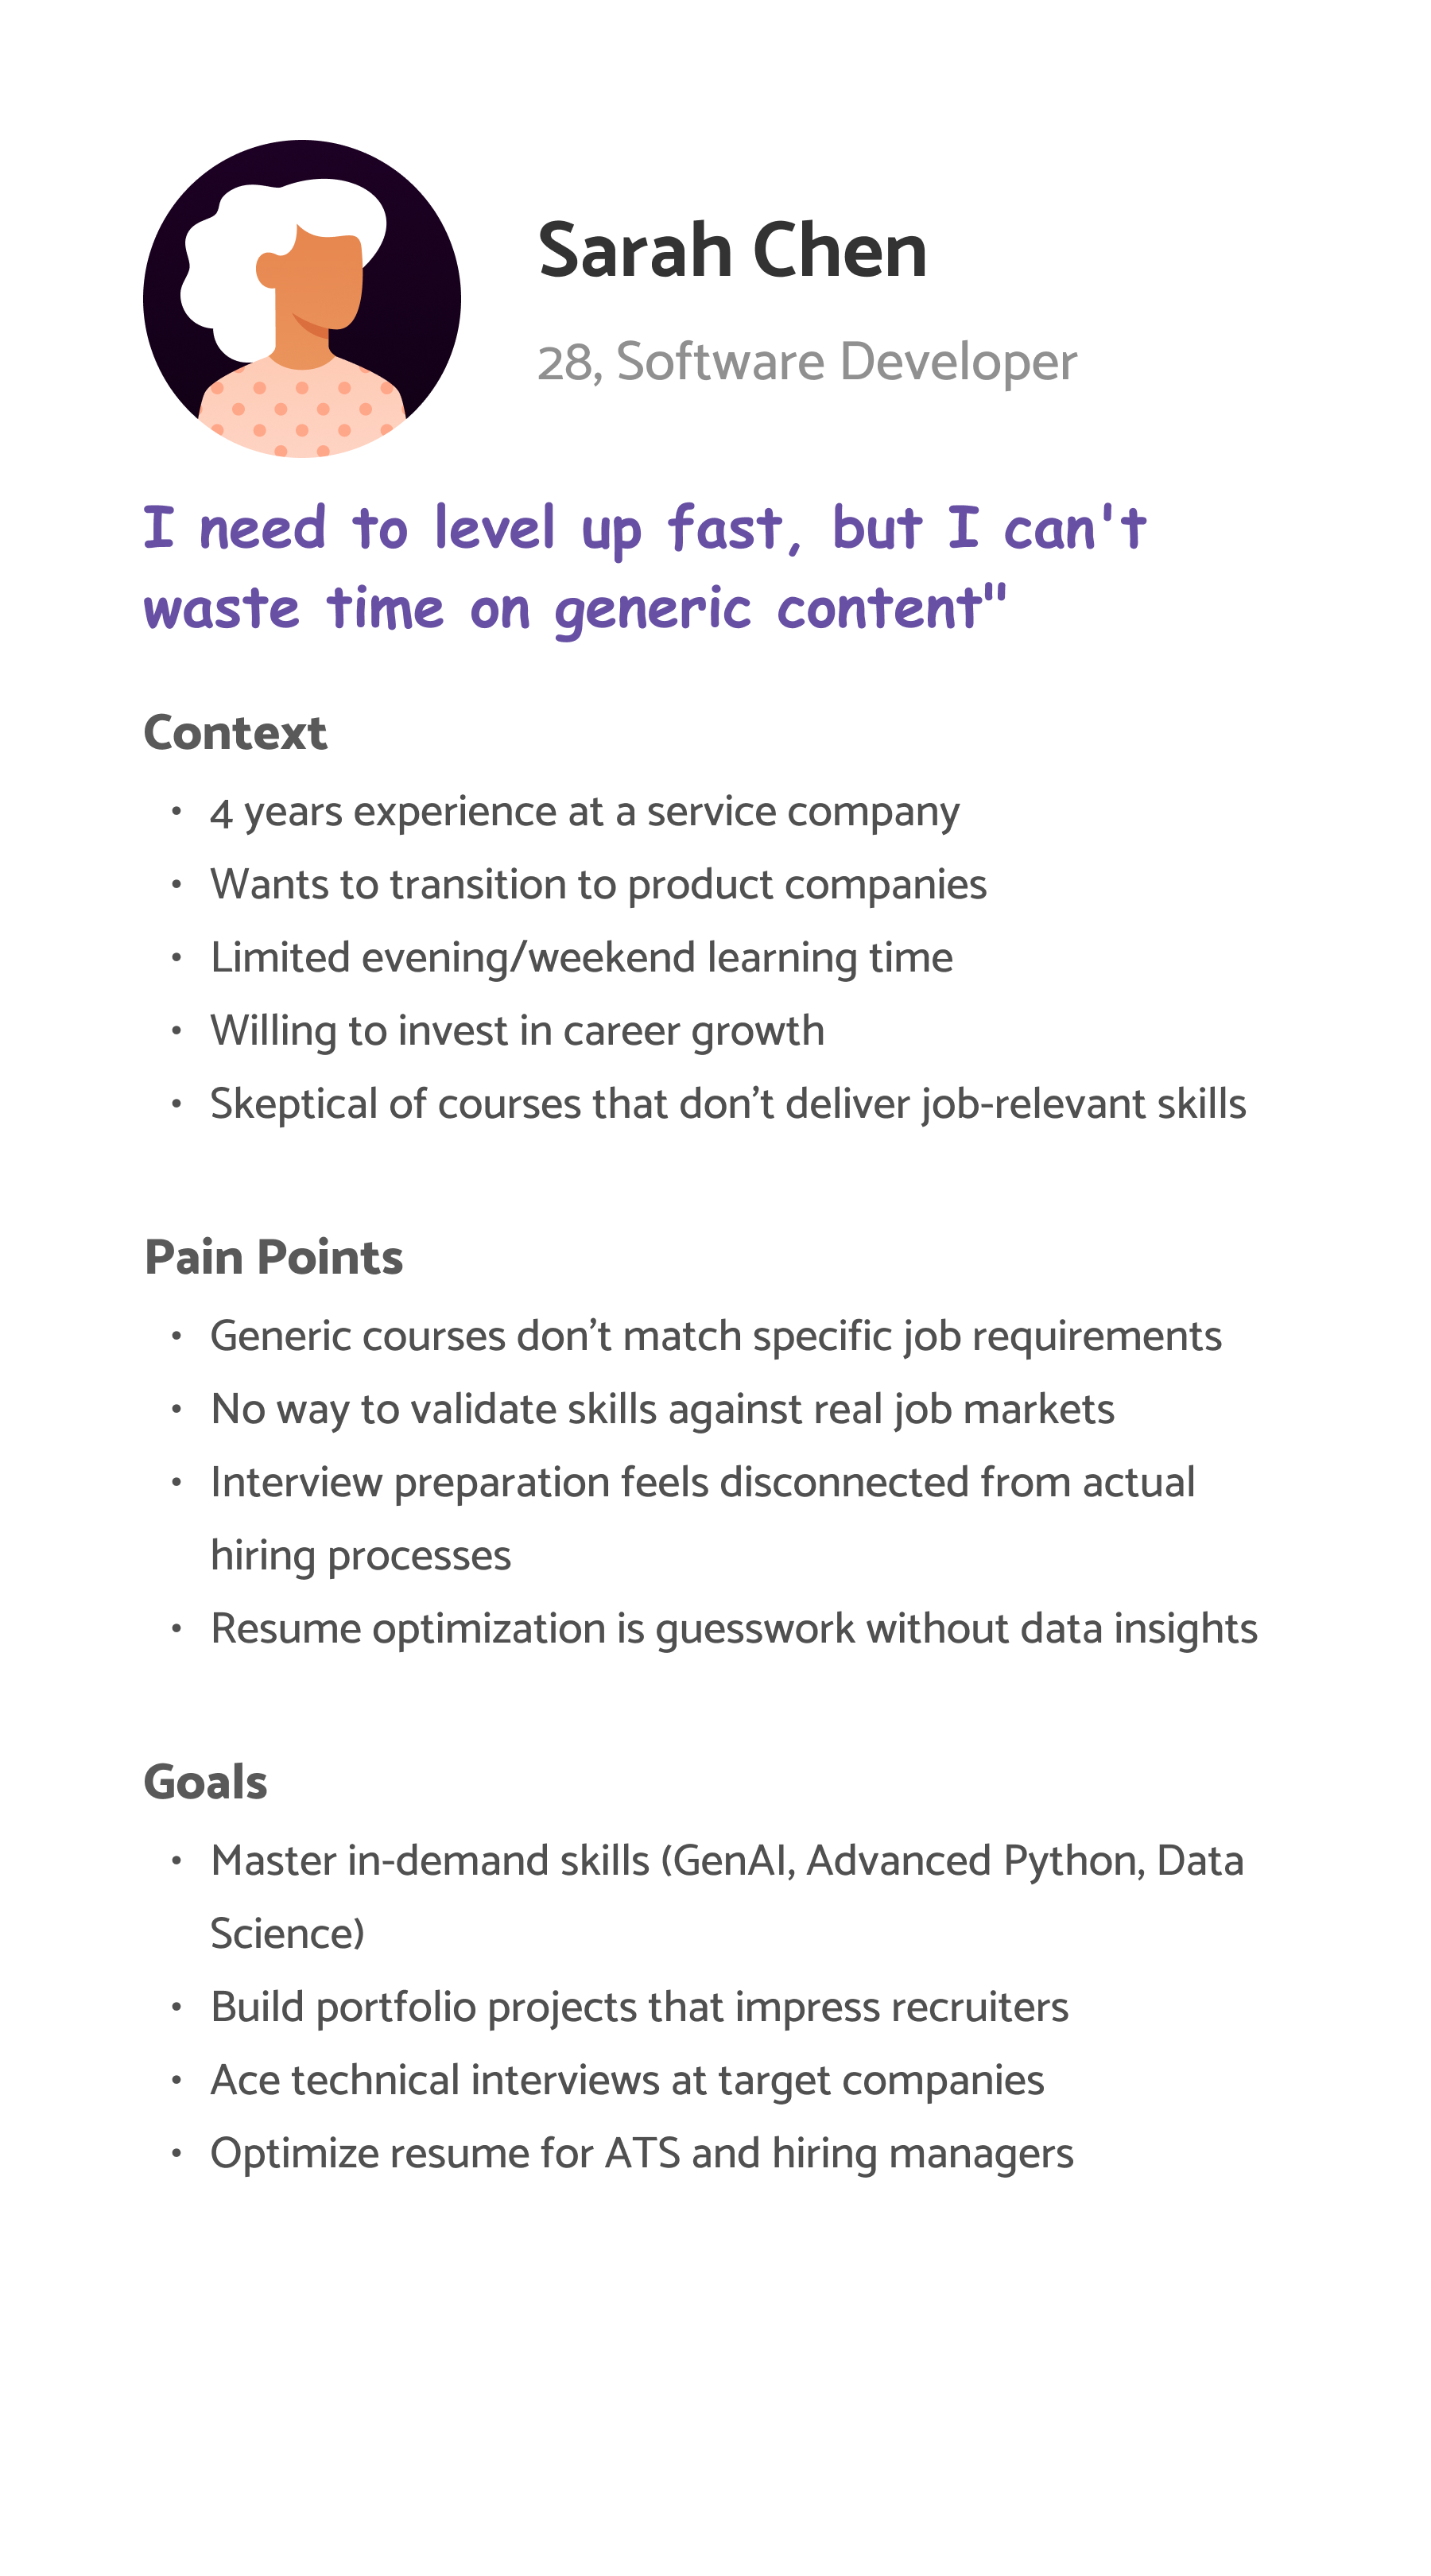 Sarah Chen
28, Software Developer
I need to level up fast, but I can't
waste time on generic content"
Context
• 4 years experience at a service company
• Wants to transition to product companies
• Limited evening/weekend learning time
• Willing to invest in career growth
• Skeptical of courses that don’t deliver job-relevant skills
Pain Points
• Generic courses don’t match specific job requirements
• No way to validate skills against real job markets
• Interview preparation feels disconnected from actual
hiring processes
• Resume optimization is guesswork without data insights
Goals
• Master in-demand skills (GenAI, Advanced Python, Data
Science)
• Build portfolio projects that impress recruiters
• Ace technical interviews at target companies
• Optimize resume for ATS and hiring managers